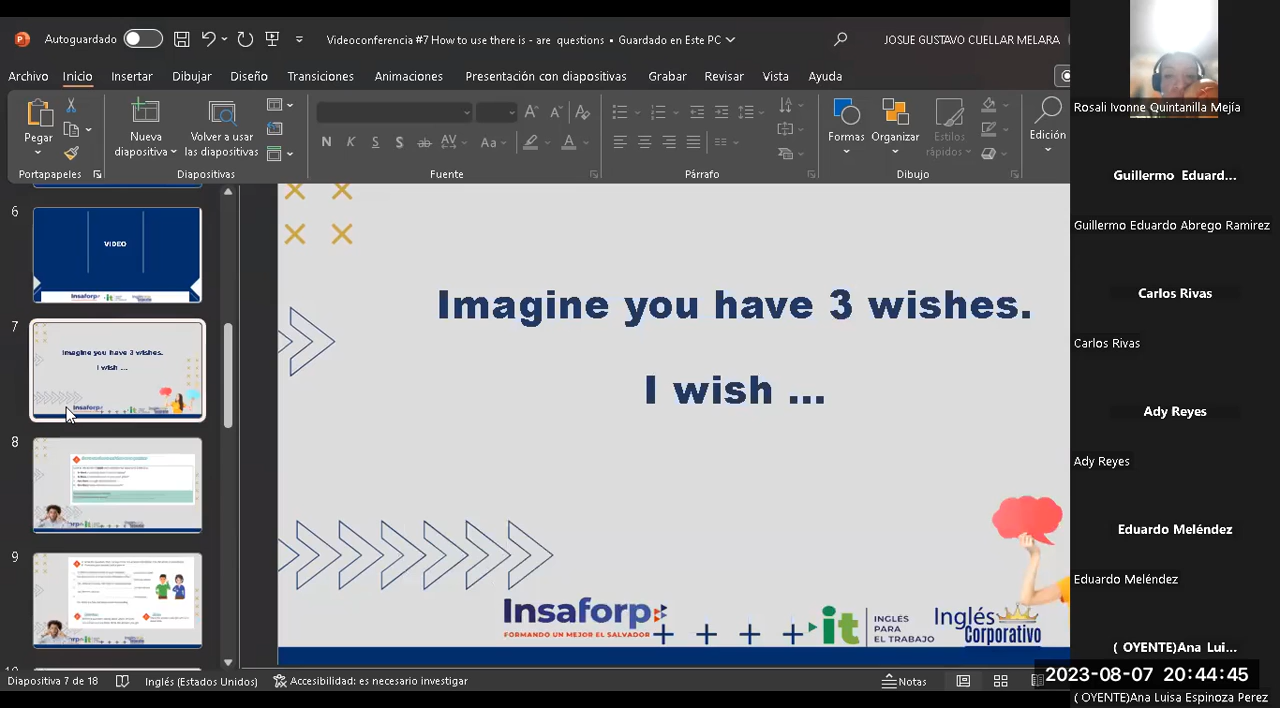 Autoguardado
Videoconferencia #7 How to use there is - are questions • Guardado en Este PC
JOSUE GUSTAVO CUELLAR MELARA
Archivo Inicio Insertar Dibujar Diseño Transiciones Animaciones Presentación con diapositivas Grabar Revisar Vista Ayuda
Pegar
Nueva diapositiva
Volver a usar las diapositivas
N K S S ab AV Aa A
Formas
Organizar
Estilos rápidos
Edición
Portapapeles
Diapositivas
Fuente
Párrafo
Dibujo
6
VIDEO
Insaforp
7
Imagine you have 3 wishes.
I wish ...
Insaforp
8
9
Imagine you have 3 wishes.
I wish ...
Insaforp
FORMANDO UN MEJOR EL SALVADOR
it
INGLÉS
PARA
EL TRABAJO
Inglés
Corporativo
Diapositiva 7 de 18
Inglés (Estados Unidos)
Accesibilidad: es necesario investigar
Notas
Rosali Ivonne Quintanilla Mejía
Guillermo Eduard...
Guillermo Eduardo Abrego Ramirez
Carlos Rivas
Carlos Rivas
Ady Reyes
Ady Reyes
Eduardo Meléndez
Eduardo Meléndez
( OYENTE)Ana Lui...
2023-08-07 20:44:45
( OYENTE)Ana Luisa Espinoza Perez